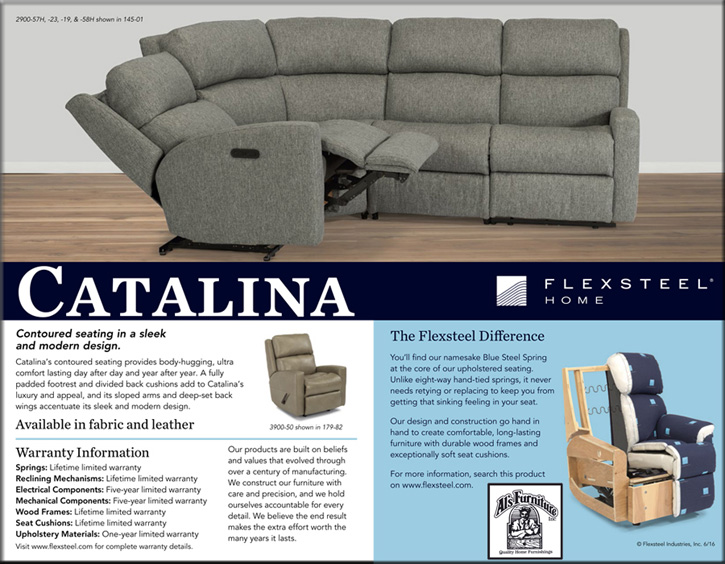 2900-57H, -23, -19, & -58H shown in 145-01
CATALINA
FLEXSTEEL®
HOME
Contoured seating in a sleek
and modern design.
Catalina's contoured seating provides body-hugging, ultra
comfort lasting day after day and year after year. A fully
padded footrest and divided back cushions add to Catalina's
luxury and appeal, and its sloped arms and deep-set back
wings accentuate its sleek and modern design.
Available in fabric and leather
3900-50 shown in 179-82
Warranty Information
Springs: Lifetime limited warranty
Reclining Mechanisms: Lifetime limited warranty
Electrical Components: Five-year limited warranty
Mechanical Components: Five-year limited warranty
Wood Frames: Lifetime limited warranty
Seat Cushions: Lifetime limited warranty
Upholstery Materials: One-year limited warranty
Visit www.flexsteel.com for complete warranty details.
Our products are built on beliefs
and values that evolved through
over a century of manufacturing.
We construct our furniture with
care and precision, and we hold
ourselves accountable for every
detail. We believe the end result
makes the extra effort worth the
many years it lasts.
The Flexsteel Difference
You'll find our namesake Blue Steel Spring
at the core of our upholstered seating.
Unlike eight-way hand-tied springs, it never
needs retying or replacing to keep you from
getting that sinking feeling in your seat.
Our design and construction go hand in
hand to create comfortable, long-lasting
furniture with durable wood frames and
exceptionally soft seat cushions.
For more information, search this product
on www.flexsteel.com.
Al's Furniture
Inc
Quality Home Furnishings
© Flexsteel Industries, Inc. 6/16